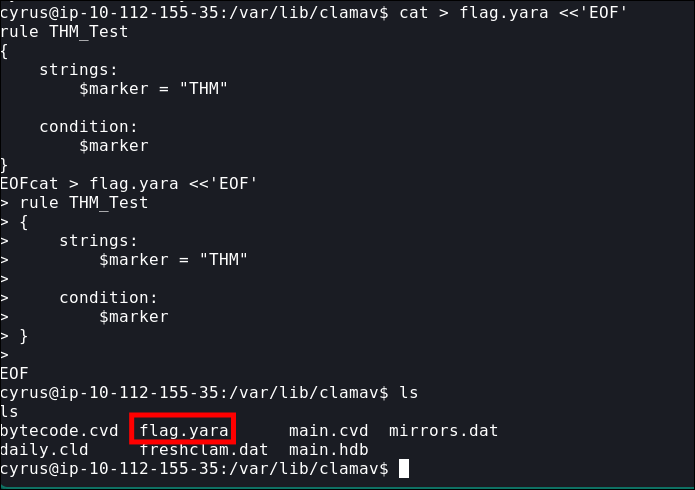 cyrus@ip-10-112-155-35:/var/lib/clamav$ cat > flag.yara <<'EOF'
rule THM_Test
{
    strings:
        $marker = "THM"

    condition:
        $marker
}
EOFcat > flag.yara <<'EOF'
> rule THM_Test
> {
>     strings:
>         $marker = "THM"
>
>     condition:
>         $marker
> }
>
EOF
cyrus@ip-10-112-155-35:/var/lib/clamav$ ls
ls
bytecode.cvd  flag.yara      main.cvd  mirrors.dat
daily.cld     freshclam.dat  main.hdb
cyrus@ip-10-112-155-35:/var/lib/clamav$